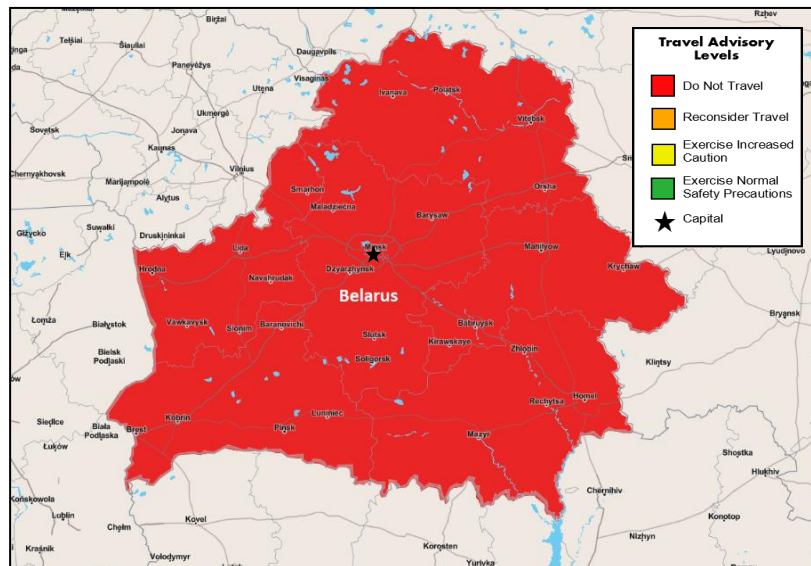 Rzhev
Biržai
Telšiai
Šiauliai
Panevėžys
Daugavpils
Visaginas
Utena
Ukmergė
Sovetsk
Jonava
Kaunas
Chernyakhovsk
Marijampolė
Vilnius
Alytus
Suwałki
Giżycko
Ełk
Druskininkai
Łomża
Białystok
Bielsk
Podlaski
Siedlce
Biała
Podlaska
Łuków
Końskowola
Lublin
Chełm
Kraśnik
Kovel
Volodymyr
Korosten
Yurivka
Chernihiv
Nizhyn
Konotop
Shostka
Hlukhiv
Klintsy
Bryansk
Lyudinovo
Ivanava
Polatsk
Vitebsk
Smarhon
Maladziečna
Barysaw
Orsha
Minsk
Dzyarzhynsk
Lida
Hrodna
Navahrudak
Mahilyow
Krychaw
Belarus
Vawkavysk
Slonim
Baranovichi
Slutsk
Babruysk
Kirawskaye
Soligorsk
Zhlobin
Rechytsa
Homel
Kobrin
Brest
Pinsk
Luniniec
Mazyr
Travel Advisory
Levels
Do Not Travel
Reconsider Travel
Exercise Increased
Caution
Exercise Normal
Safety Precautions
Capital